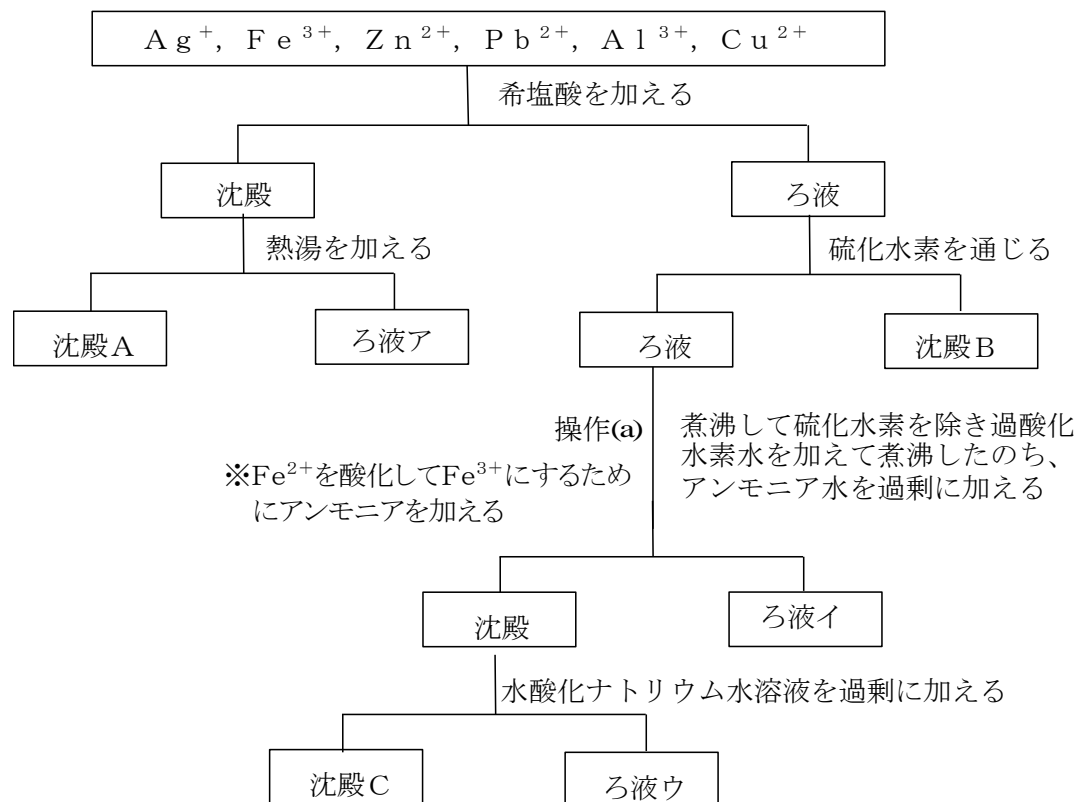 Ag⁺, Fe³⁺, Zn²⁺, Pb²⁺, Al³⁺, Cu²⁺
希塩酸を加える
沈殿
ろ液
熱湯を加える
硫化水素を通じる
沈殿A
ろ液ア
ろ液
沈殿B
操作(a)
煮沸して硫化水素を除き過酸化
水素水を加えて煮沸したのち、
アンモニア水を過剰に加える
※Fe²⁺を酸化してFe³⁺にするため
にアンモニアを加える
沈殿
ろ液イ
水酸化ナトリウム水溶液を過剰に加える
沈殿C
ろ液ウ